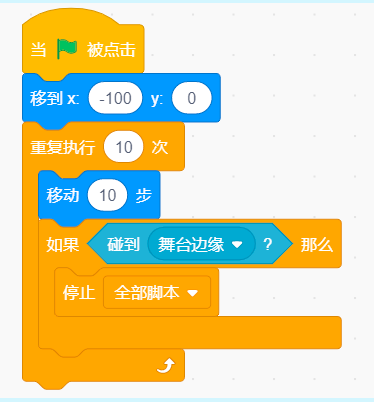 当 被点击
移到 x: -100 y: 0
重复执行 10 次
移动 10 步
如果 碰到 舞台边缘 ? 那么
停止 全部脚本